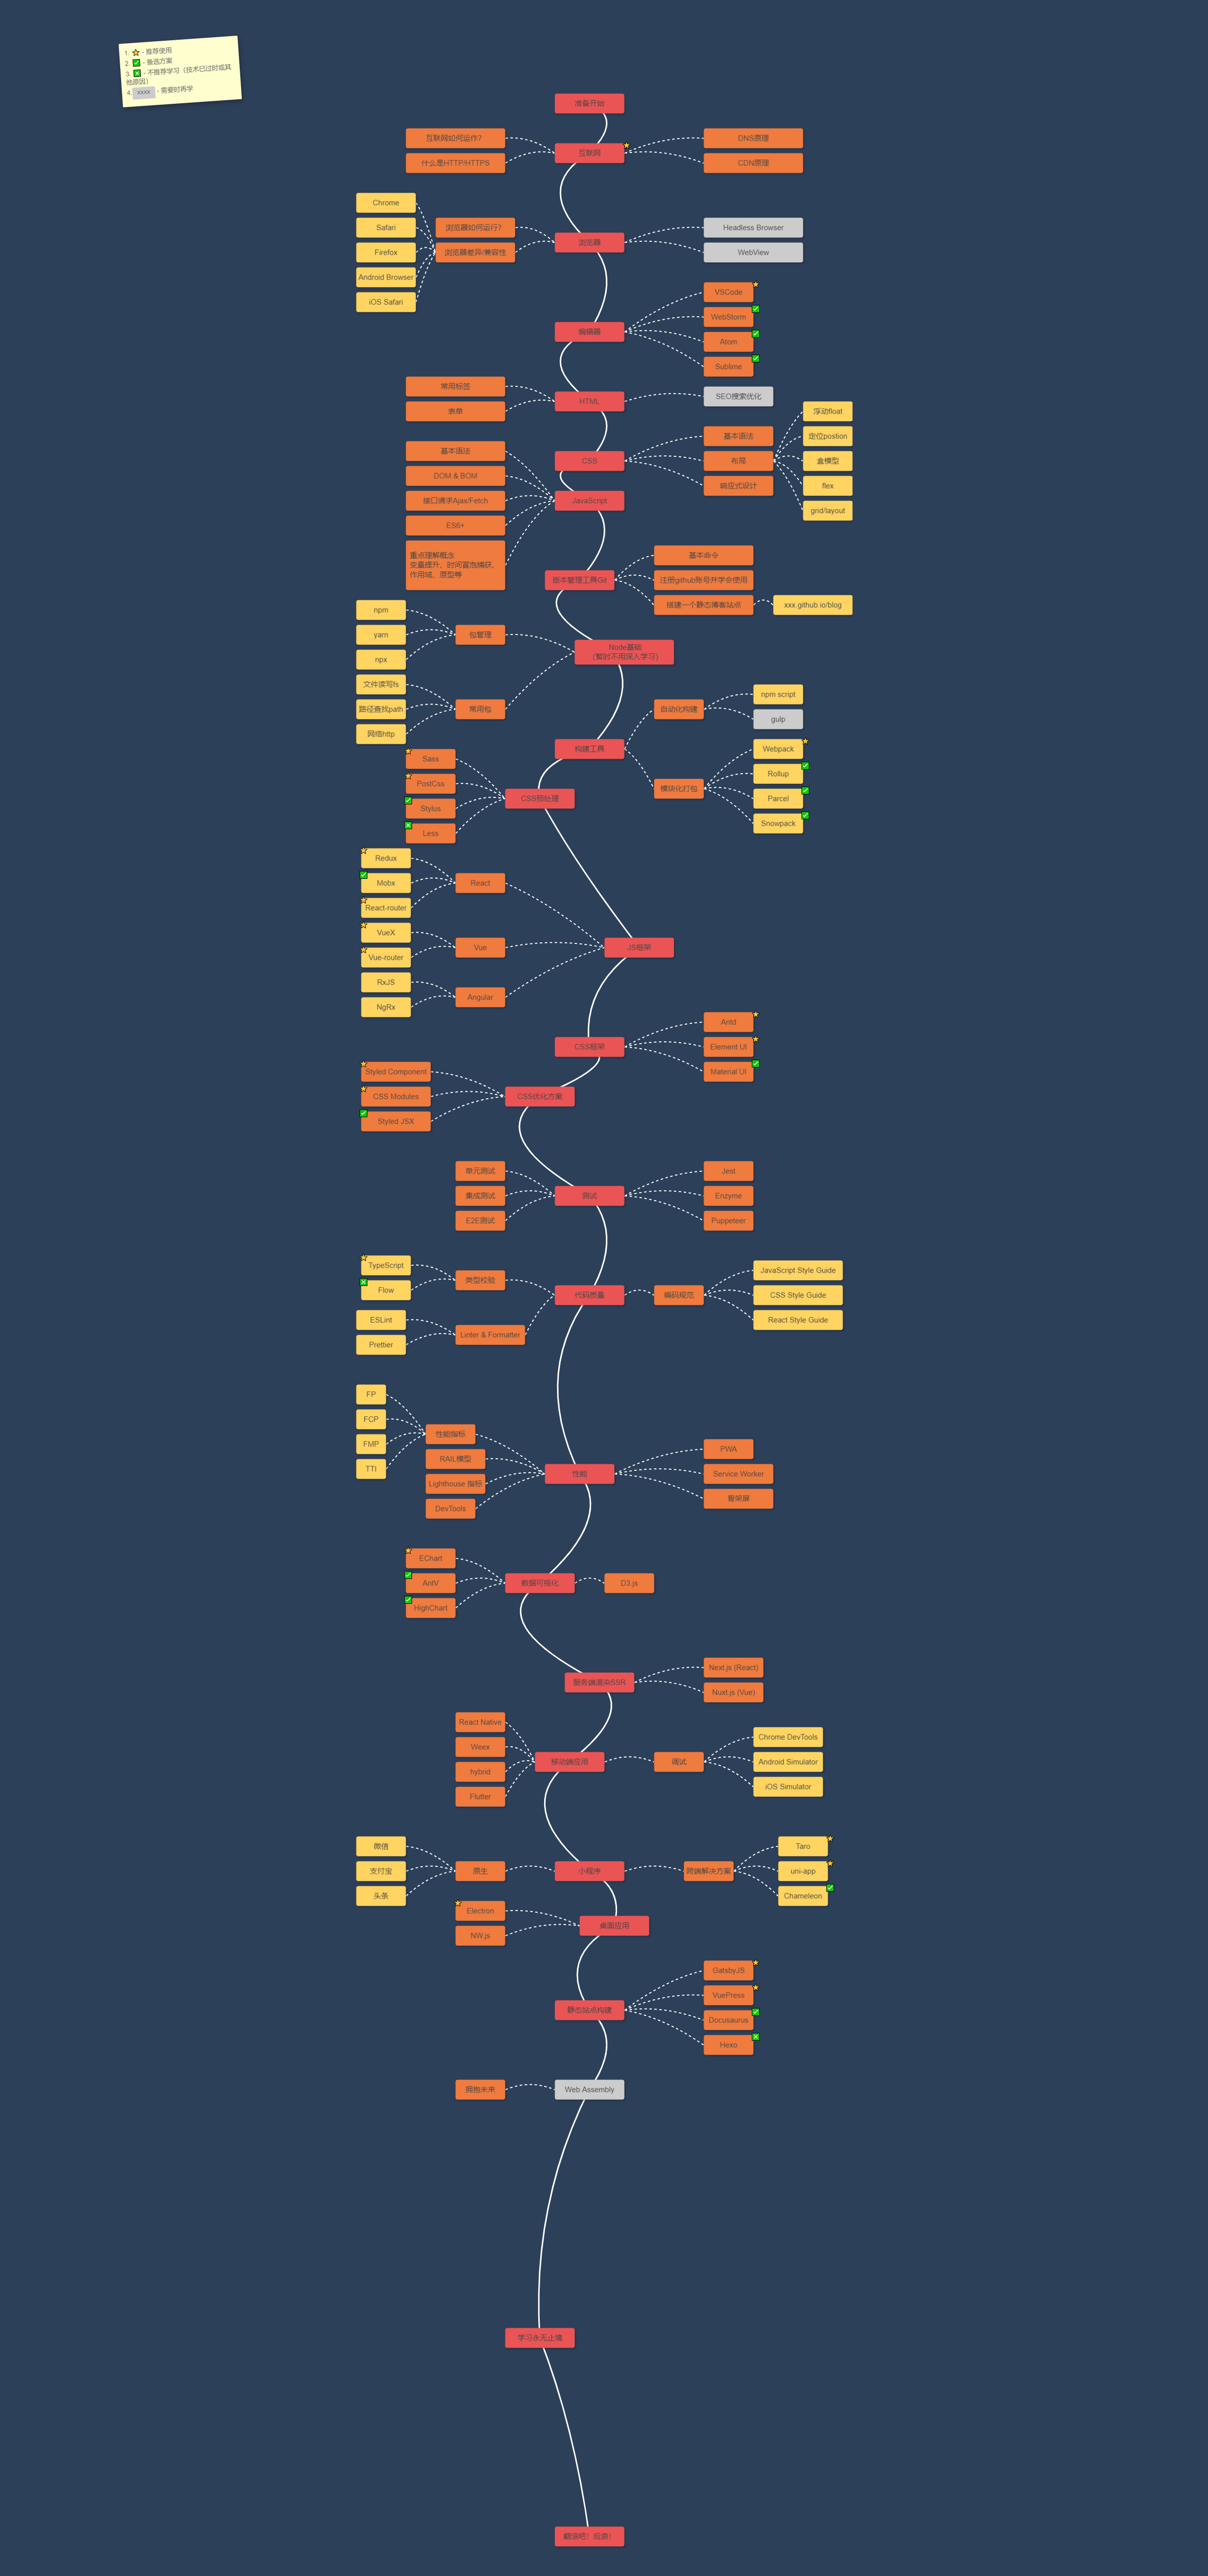 1. - 推荐使用
2. - 备选方案
3. - 不推荐学习（技术已过时或其
他原因）
4. xxxx - 需要时再学
准备开始
互联网如何运作?
什么是HTTP/HTTPS
互联网
DNS原理
CDN原理
Chrome
Safari
Firefox
Android Browser
iOS Safari
浏览器如何运行?
浏览器差异/兼容性
浏览器
Headless Browser
WebView
编辑器
VSCode
WebStorm
Atom
Sublime
常用标签
表单
HTML
SEO搜索优化
CSS
基本语法
布局
响应式设计
浮动float
定位postion
盒模型
flex
grid/layout
基本语法
DOM & BOM
接口请求Ajax/Fetch
ES6+
重点理解概念
变量提升、时间冒泡捕获、
作用域、原型等
JavaScript
版本管理工具Git
基本命令
注册github账号并学会使用
搭建一个静态博客站点
xxx.github.io/blog
npm
yarn
npx
包管理
文件读写fs
路径查找path
网络http
常用包
Node基础
(暂时不用深入学习)
构建工具
自动化构建
npm script
gulp
模块化打包
Webpack
Rollup
Parcel
Snowpack
Sass
PostCss
Stylus
Less
CSS预处理
Redux
Mobx
React-router
React
VueX
Vue-router
Vue
RxJS
NgRx
Angular
JS框架
CSS框架
Antd
Element UI
Material UI
Styled Component
CSS Modules
Styled JSX
CSS优化方案
单元测试
集成测试
E2E测试
测试
Jest
Enzyme
Puppeteer
TypeScript
Flow
类型校验
ESLint
Prettier
Linter & Formatter
代码质量
编码规范
JavaScript Style Guide
CSS Style Guide
React Style Guide
FP
FCP
FMP
TTI
性能指标
RAIL模型
Lighthouse 指标
DevTools
性能
PWA
Service Worker
骨架屏
EChart
AntV
HighChart
数据可视化
D3.js
服务端渲染SSR
Next.js (React)
Nuxt.js (Vue)
React Native
Weex
hybrid
Flutter
移动端应用
调试
Chrome DevTools
Android Simulator
iOS Simulator
微信
支付宝
头条
原生
小程序
跨端解决方案
Taro
uni-app
Chameleon
Electron
NW.js
桌面应用
静态站点构建
GatsbyJS
VuePress
Docusaurus
Hexo
拥抱未来
Web Assembly
学习永无止境
翻滚吧！后浪！